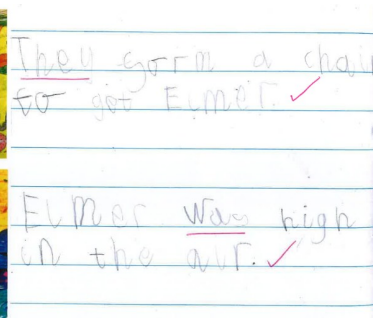 They form a chain
to get Elmer.
Elmer was high
in the air.